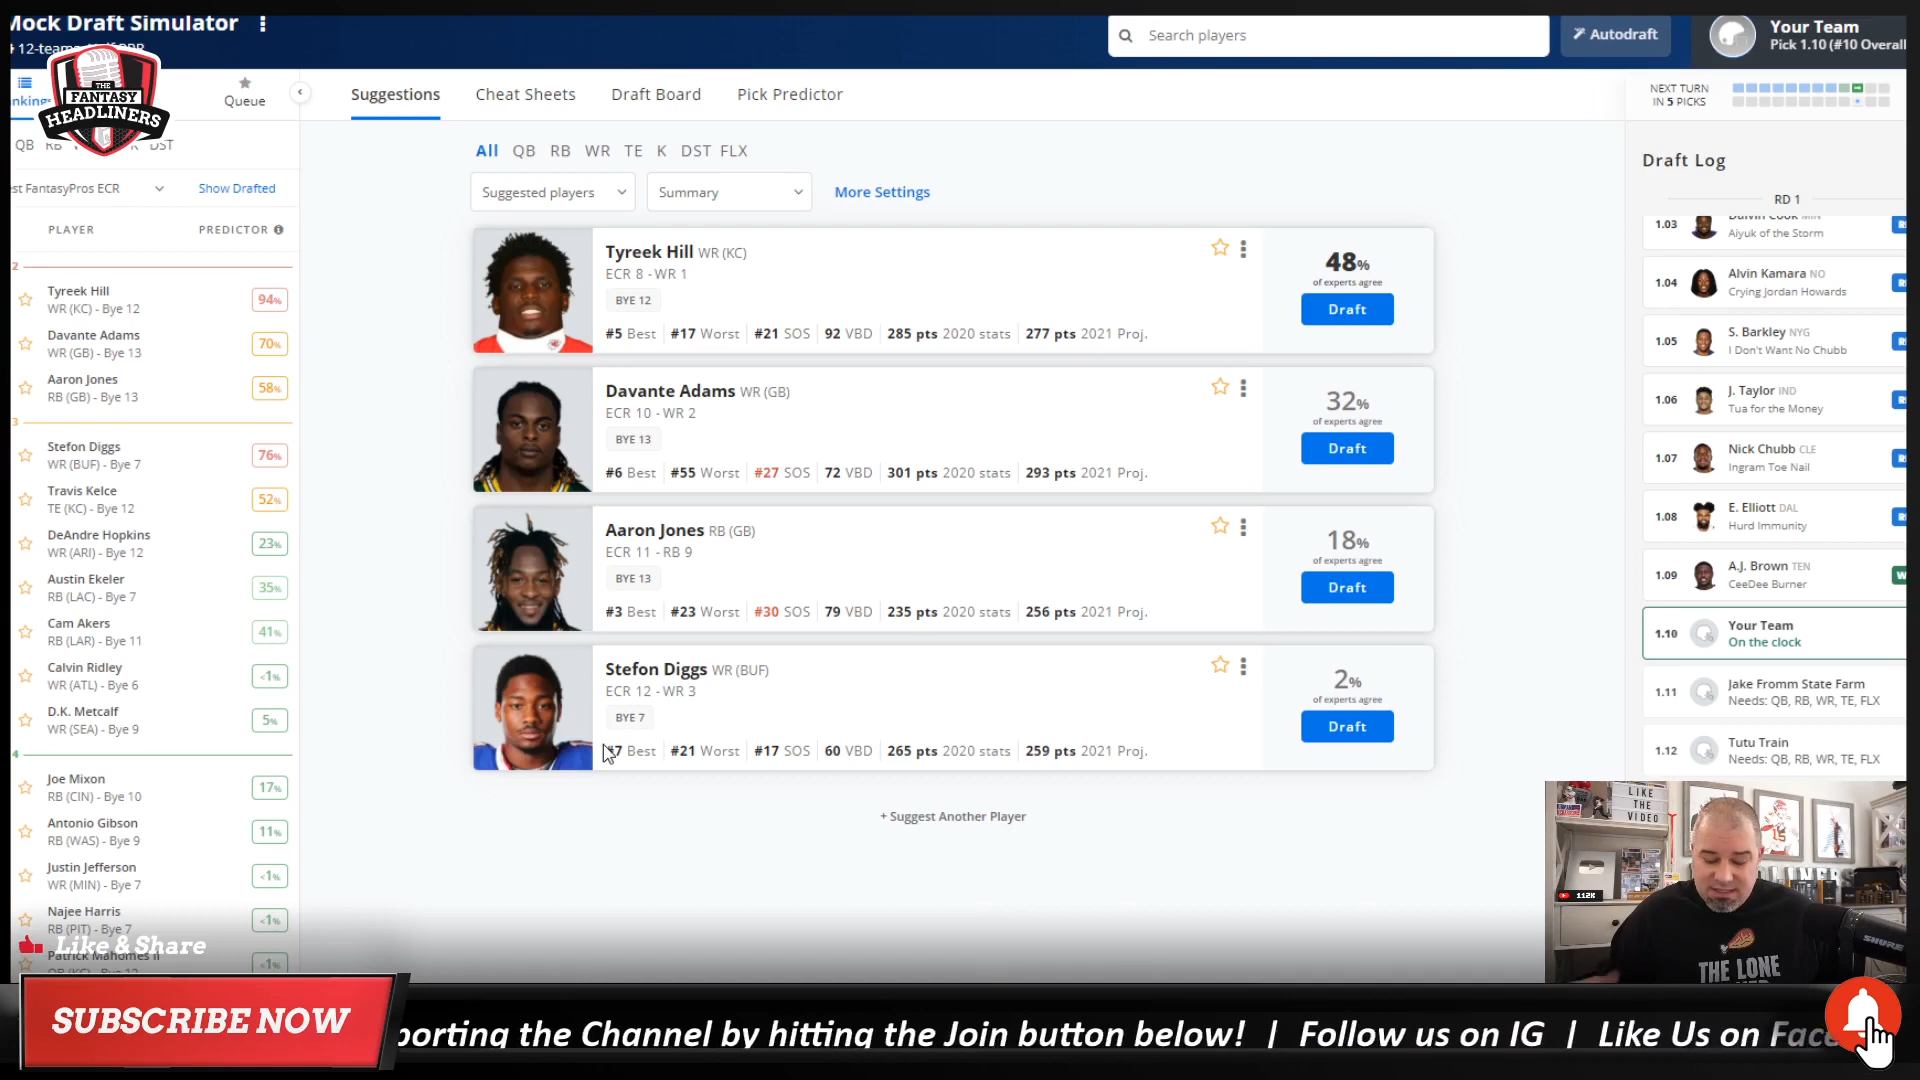 Mock Draft Simulator
12-team
Search players
Autodraft
Your Team
Pick 1.10 (#10 Overall
THE
FANTASY
HEADLINERS
Queue
Suggestions
Cheat Sheets
Draft Board
Pick Predictor
NEXT TURN
IN 5 PICKS
QB RB DST
All QB RB WR TE K DST FLX
Draft Log
FantasyPros ECR
Show Drafted
Suggested players
Summary
More Settings
RD 1
PLAYER PREDICTOR
2
Tyreek Hill
WR (KC) - Bye 12
94%
Davante Adams
WR (GB) - Bye 13
70%
Aaron Jones
RB (GB) - Bye 13
58%
3
Stefon Diggs
WR (BUF) - Bye 7
76%
Travis Kelce
TE (KC) - Bye 12
52%
DeAndre Hopkins
WR (ARI) - Bye 12
23%
Austin Ekeler
RB (LAC) - Bye 7
35%
Cam Akers
RB (LAR) - Bye 11
41%
Calvin Ridley
WR (ATL) - Bye 6
<1%
D.K. Metcalf
WR (SEA) - Bye 9
5%
4
Joe Mixon
RB (CIN) - Bye 10
17%
Antonio Gibson
RB (WAS) - Bye 9
11%
Justin Jefferson
WR (MIN) - Bye 7
<1%
Najee Harris
RB (PIT) - Bye 7
<1%
Patrick Mahomes II
<1%
Tyreek Hill WR (KC)
ECR 8 - WR 1
BYE 12
#5 Best #17 Worst #21 SOS 92 VBD 285 pts 2020 stats 277 pts 2021 Proj.
48%
of experts agree
Draft
Davante Adams WR (GB)
ECR 10 - WR 2
BYE 13
#6 Best #55 Worst #27 SOS 72 VBD 301 pts 2020 stats 293 pts 2021 Proj.
32%
of experts agree
Draft
Aaron Jones RB (GB)
ECR 11 - RB 9
BYE 13
#3 Best #23 Worst #30 SOS 79 VBD 235 pts 2020 stats 256 pts 2021 Proj.
18%
of experts agree
Draft
Stefon Diggs WR (BUF)
ECR 12 - WR 3
BYE 7
#7 Best #21 Worst #17 SOS 60 VBD 265 pts 2020 stats 259 pts 2021 Proj.
2%
of experts agree
Draft
+ Suggest Another Player
1.03
Dalvin Cook MIN
Aiyuk of the Storm
1.04
Alvin Kamara NO
Crying Jordan Howards
1.05
S. Barkley NYG
I Don't Want No Chubb
1.06
J. Taylor IND
Tua for the Money
1.07
Nick Chubb CLE
Ingram Toe Nail
1.08
E. Elliott DAL
Hurd Immunity
1.09
A.J. Brown TEN
CeeDee Burner
1.10
Your Team
On the clock
1.11
Jake Fromm State Farm
Needs: QB, RB, WR, TE, FLX
1.12
Tutu Train
Needs: QB, RB, WR, TE, FLX
LIKE
THE
VIDEO
15
112K
SHURE
THE LONE
Like & Share
SUBSCRIBE NOW
porting the Channel by hitting the Join button below! | Follow us on IG | Like Us on Face